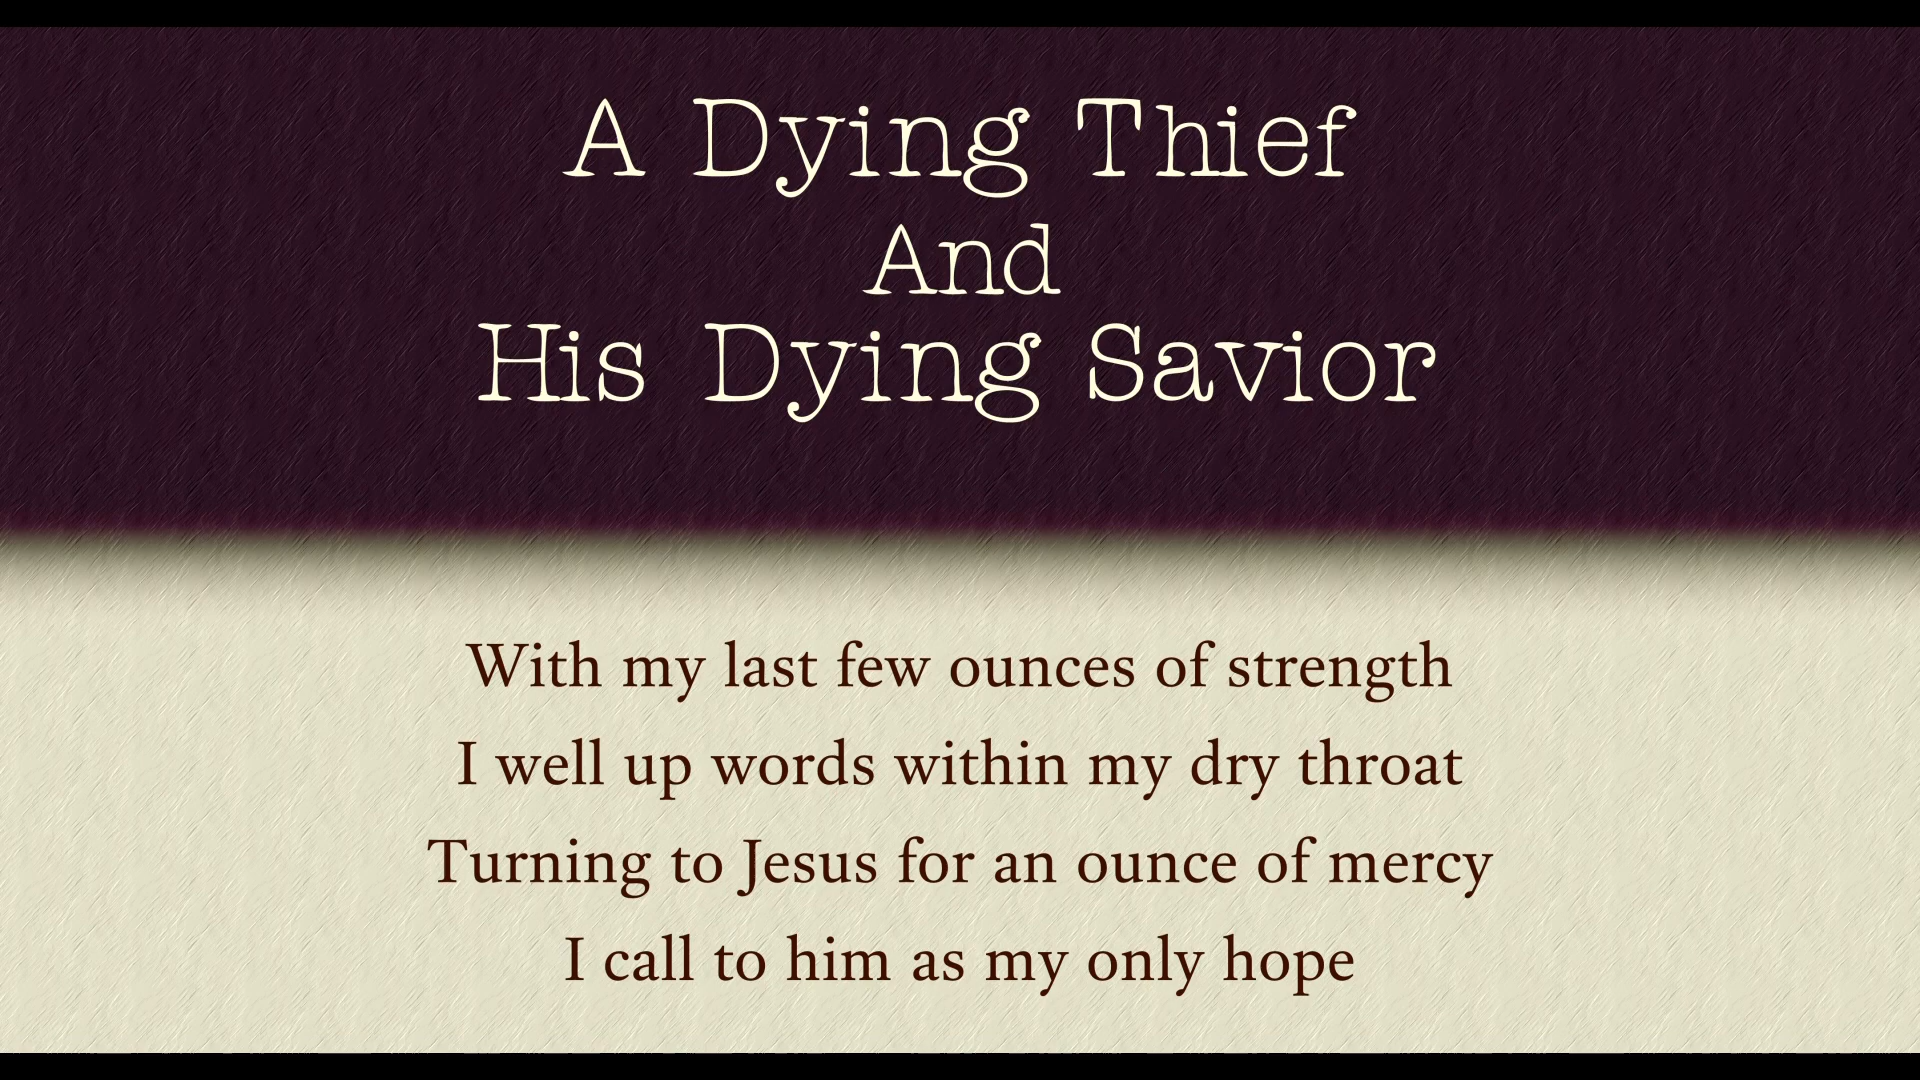 A Dying Thief
And
His Dying Savior
With my last few ounces of strength
I well up words within my dry throat
Turning to Jesus for an ounce of mercy
I call to him as my only hope